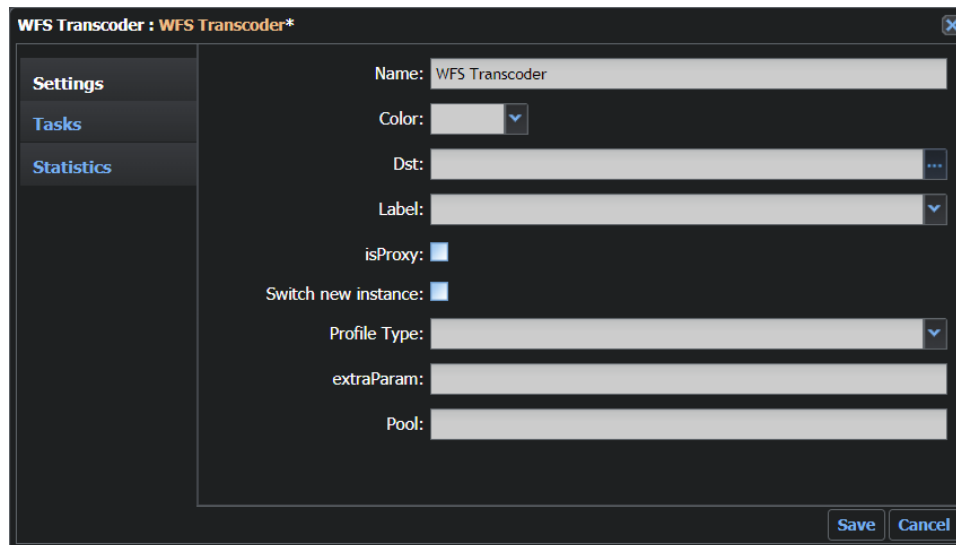 WFS Transcoder : WFS Transcoder*
Settings
Tasks
Statistics
Name: WFS Transcoder
Color:
Dst: ...
Label:
isProxy:
Switch new instance:
Profile Type:
extraParam:
Pool:
Save Cancel